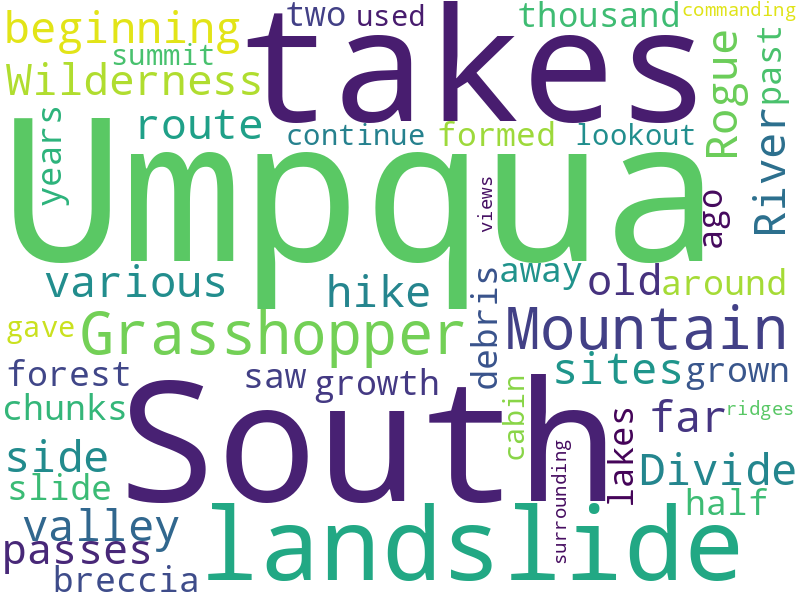 beginning
two
used
thousand
commanding
takes
summit
Wilderness
route
continue
formed
lookout
Rogue
River
past
years
Umpqua
views
ago
various
hike
away
old
around
debris
gave
Grasshopper
Mountain
forest
saw
growth
cabin
sites
grown
chunks
South
surrounding
lakes
far
ridges
side
Divide
slide
half
valley
landslide
passes
breccia